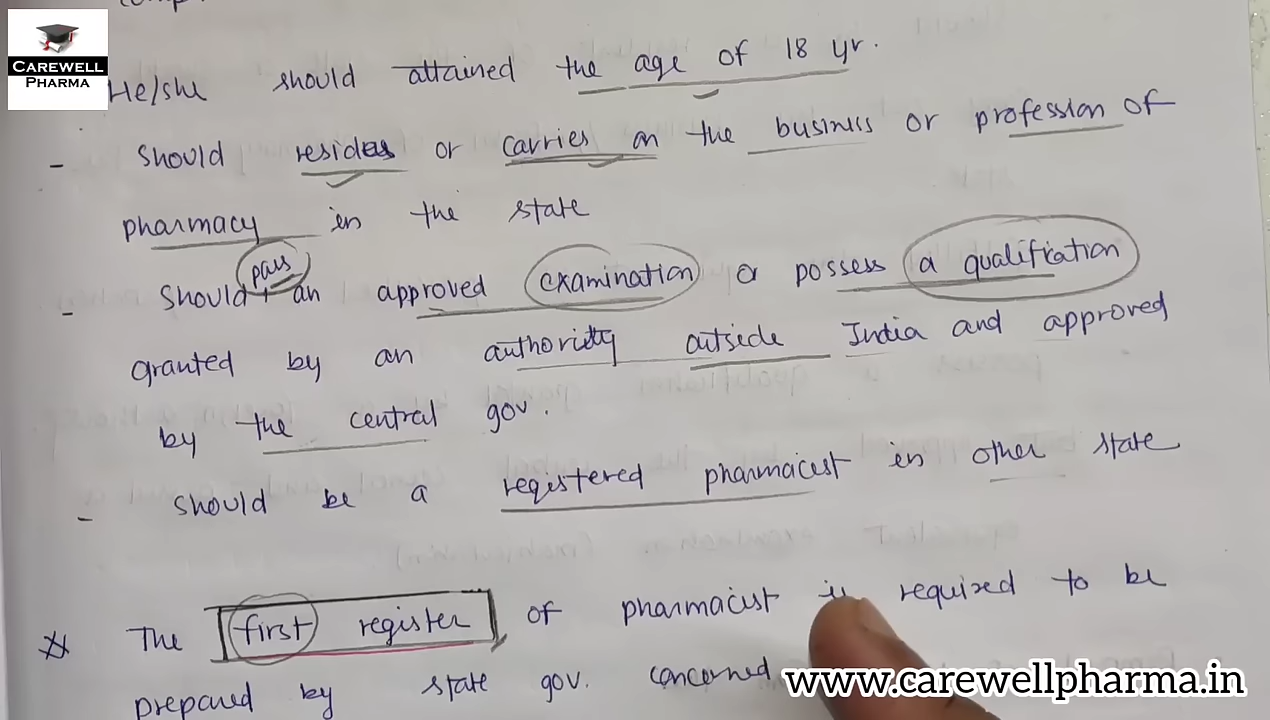 CAREWELL
PHARMA
He/she should attained the age of 18 yr.
- should resides or carries on the business or profession of
pharmacy in the state
pass
- should an approved examination or possess a qualification
granted by an authority outside India and approved
by the central gov.
- should be a registered pharmacist in other state
The first register of pharmacist is required to be
prepared by state gov. concerned
www.carewellpharma.in